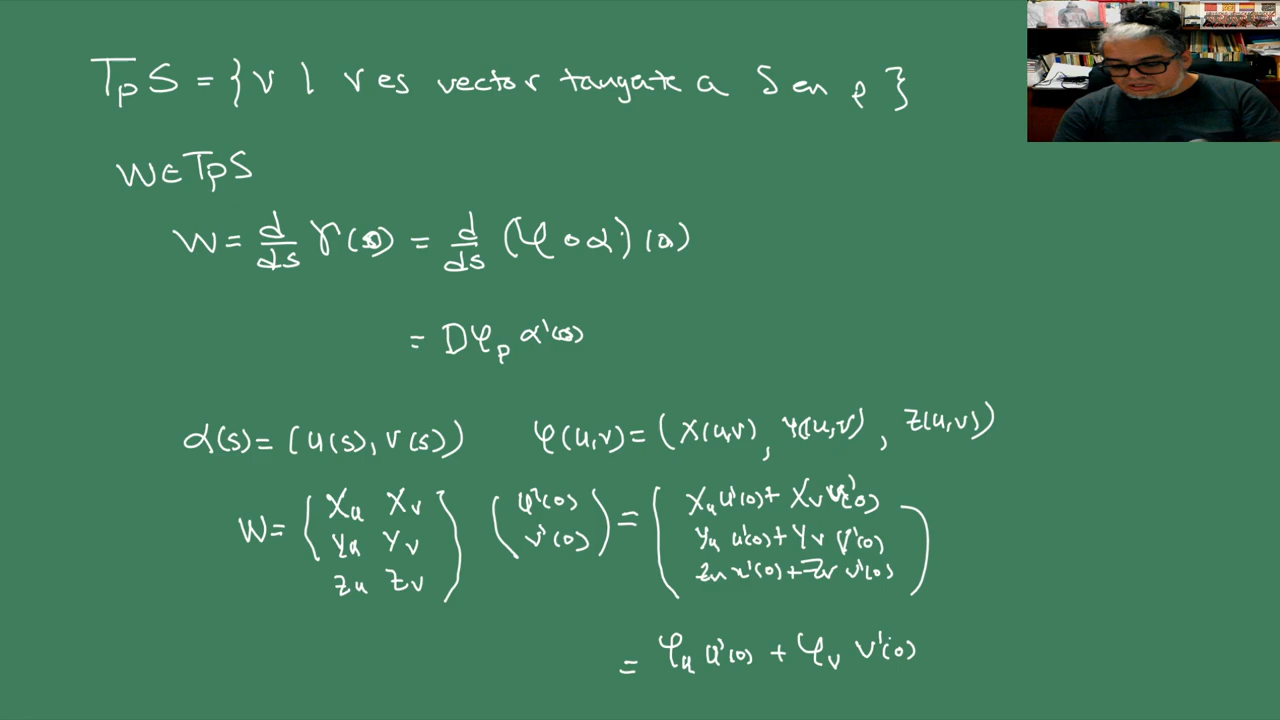 TpS = { v | v es vector tangente a S en p }
W ∈ TpS
W = d/ds γ(0) = d/ds (φ∘α)(0)
= Dφp α'(0)
α(s) = (u(s), v(s))   φ(u,v) = (X(u,v), Y(u,v), Z(u,v))
W = ( Xu Xv ) ( u'(0) ) = ( Xu u'(0) + Xv v'(0) )
( Yu Yv ) ( v'(0) ) ( Yu u'(0) + Yv v'(0) )
( Zu Zv ) ( Zu u'(0) + Zv v'(0) )
= φu u'(0) + φv v'(0)